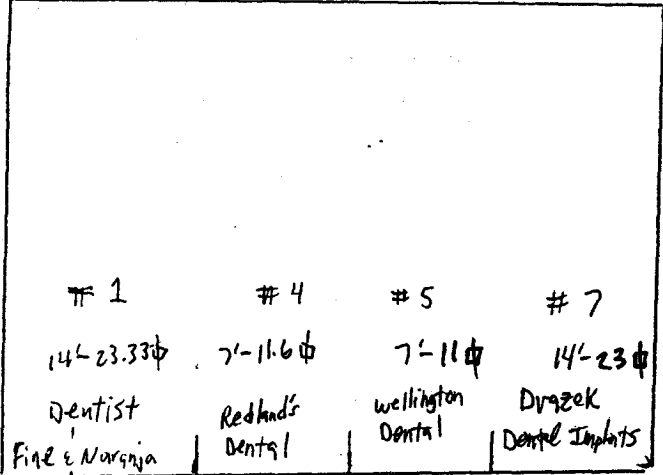 # 1 # 4 # 5 # 7
14'-23.33⏍ 7'-11.6⏍ 7'-11⏍ 14'-23⏍
Dentist Redland's Wellington Drazek
Fine & Naranja Dental Dental Dental Implants